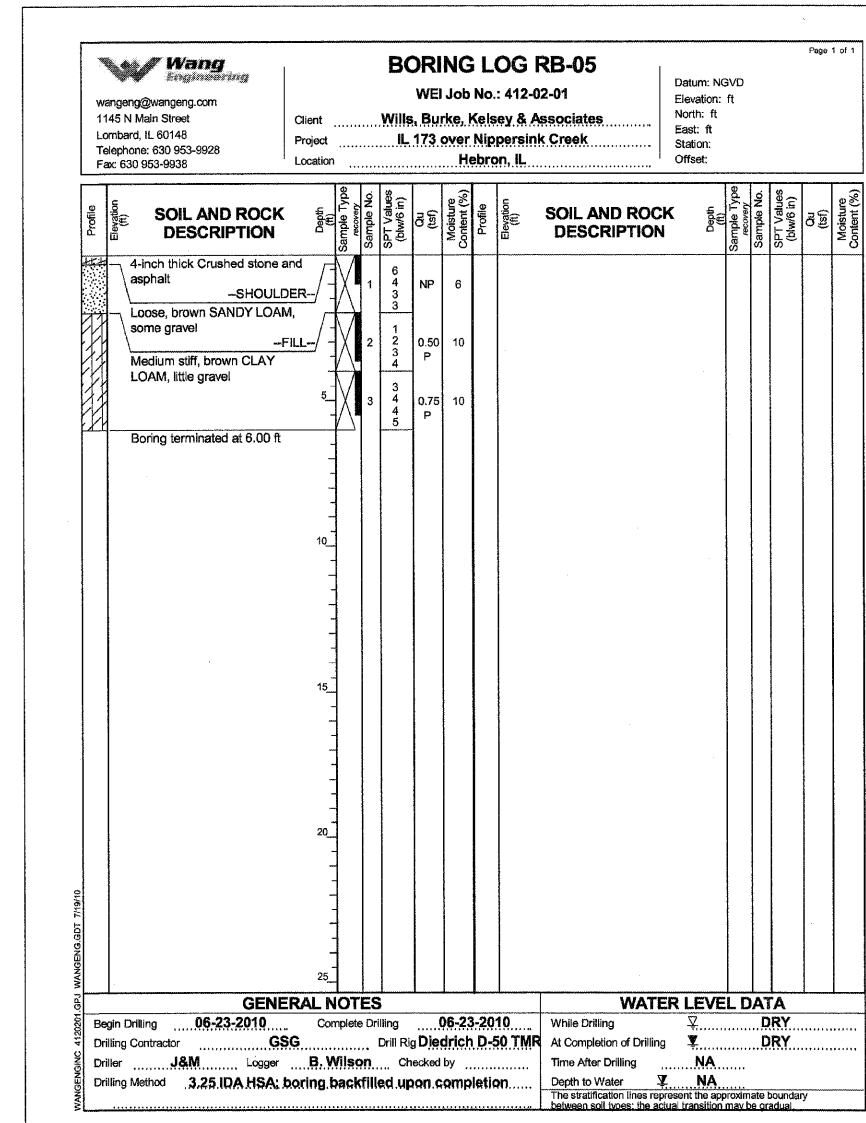 Page 1 of 1
Wang
Engineering
wangeng@wangeng.com
1145 N Main Street
Lombard, IL 60148
Telephone: 630 953-9928
Fax: 630 953-9938
BORING LOG RB-05
WEI Job No.: 412-02-01
Client Wills, Burke, Kelsey & Associates
Project IL 173 over Nippersink Creek
Location Hebron, IL
Datum: NGVD
Elevation: ft
North: ft
East: ft
Station:
Offset:
Profile
Elevation (ft)
SOIL AND ROCK
DESCRIPTION
Depth (ft)
Sample Type
recovery
Sample No.
SPT Values (blw/6 in)
Qu (tsf)
Moisture Content (%)
Profile
Elevation (ft)
SOIL AND ROCK
DESCRIPTION
Depth (ft)
Sample Type
recovery
Sample No.
SPT Values (blw/6 in)
Qu (tsf)
Moisture Content (%)
4-inch thick Crushed stone and
asphalt
--SHOULDER--
1
6
4
3
3
NP
6
Loose, brown SANDY LOAM,
some gravel
--FILL--
2
1
2
3
4
0.50
P
10
Medium stiff, brown CLAY
LOAM, little gravel
5
3
3
4
4
5
0.75
P
10
Boring terminated at 6.00 ft
10
15
20
25
WANGENGINC 4120201.GPJ WANGENG.GDT 7/19/10
GENERAL NOTES
Begin Drilling 06-23-2010 Complete Drilling 06-23-2010
Drilling Contractor GSG Drill Rig Diedrich D-50 TMR
Driller J&M Logger B. Wilson Checked by
Drilling Method 3.25 IDA HSA; boring backfilled upon completion
WATER LEVEL DATA
While Drilling DRY
At Completion of Drilling DRY
Time After Drilling NA
Depth to Water NA
The stratification lines represent the approximate boundary
between soil types; the actual transition may be gradual.